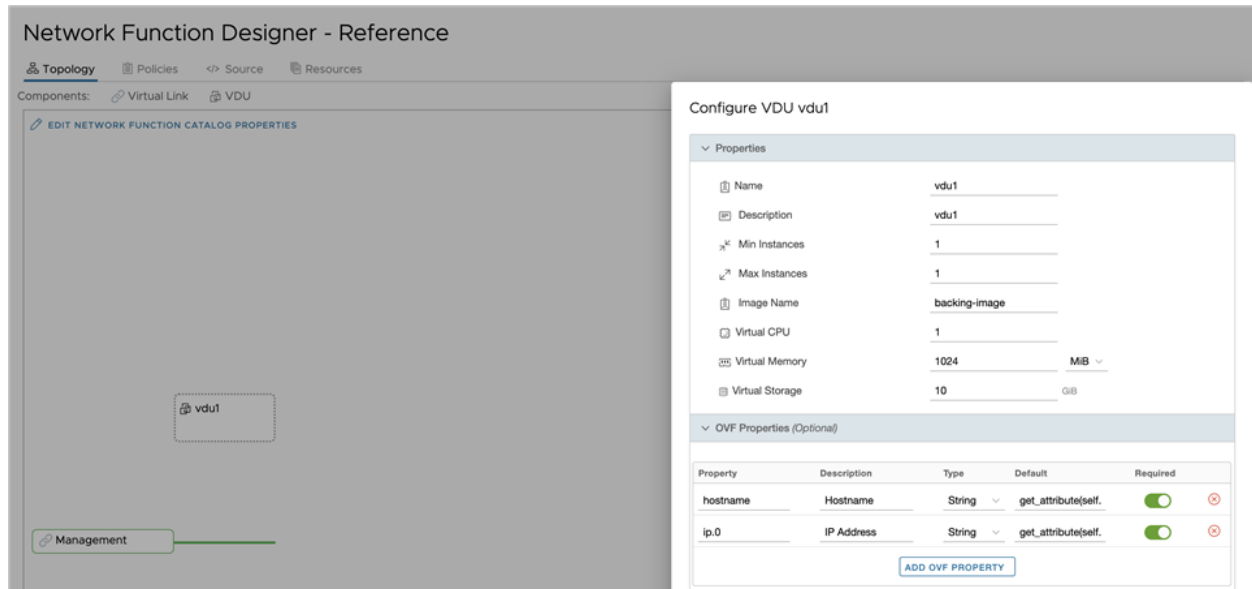 Network Function Designer - Reference
Topology Policies </> Source Resources
Components: Virtual Link VDU
EDIT NETWORK FUNCTION CATALOG PROPERTIES
vdu1
Management
Configure VDU vdu1
Properties
Name vdu1
Description vdu1
Min Instances 1
Max Instances 1
Image Name backing-image
Virtual CPU 1
Virtual Memory 1024 MiB
Virtual Storage 10 GiB
OVF Properties (Optional)
Property Description Type Default Required
hostname Hostname String get_attribute(self.
ip.0 IP Address String get_attribute(self.
ADD OVF PROPERTY